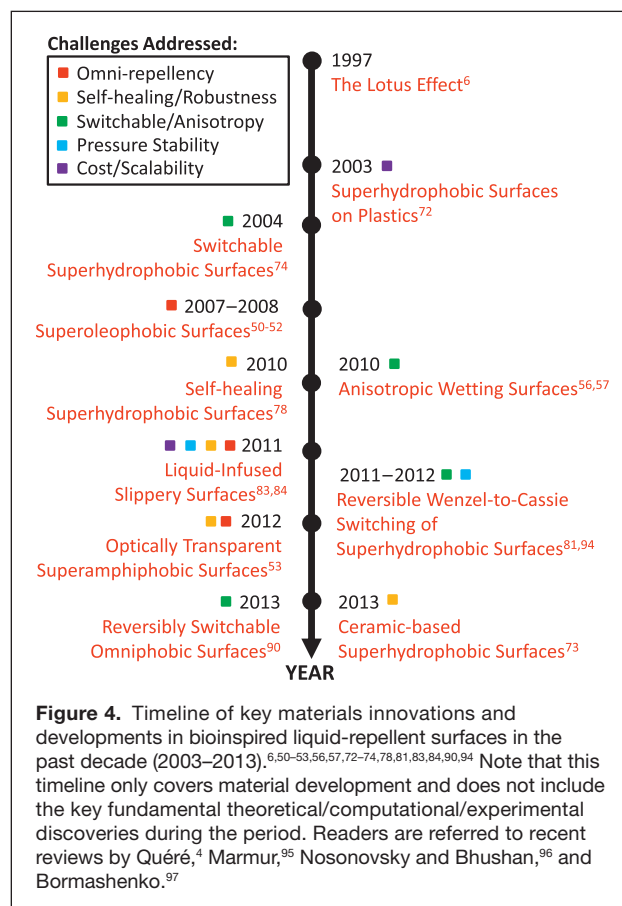 Challenges Addressed:
Omni-repellency
Self-healing/Robustness
Switchable/Anisotropy
Pressure Stability
Cost/Scalability
1997
The Lotus Effect6
2003
Superhydrophobic Surfaces
on Plastics72
2004
Switchable
Superhydrophobic Surfaces74
2007–2008
Superoleophobic Surfaces50-52
2010
Self-healing
Superhydrophobic Surfaces78
2010
Anisotropic Wetting Surfaces56,57
2011
Liquid-Infused
Slippery Surfaces83,84
2011–2012
Reversible Wenzel-to-Cassie
Switching of
Superhydrophobic Surfaces81,94
2012
Optically Transparent
Superamphiphobic Surfaces53
2013
Reversibly Switchable
Omniphobic Surfaces90
2013
Ceramic-based
Superhydrophobic Surfaces73
YEAR
Figure 4. Timeline of key materials innovations and
developments in bioinspired liquid-repellent surfaces in the
past decade (2003–2013).6,50–53,56,57,72–74,78,81,83,84,90,94 Note that this
timeline only covers material development and does not include
the key fundamental theoretical/computational/experimental
discoveries during the period. Readers are referred to recent
reviews by Quéré,4 Marmur,95 Nosonovsky and Bhushan,96 and
Bormashenko.97